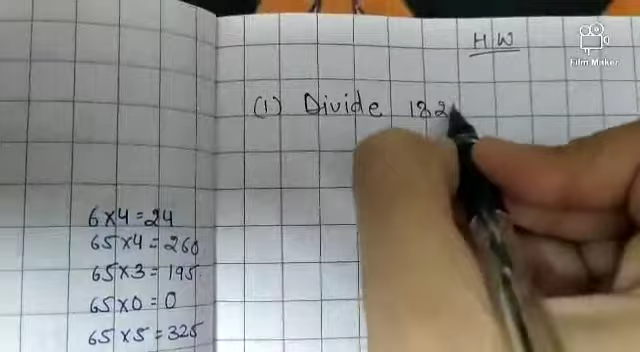 HW
Film Maker
(1) Divide 182
6×4=24
65×4=260
65×3=195
65×0=0
65×5=325